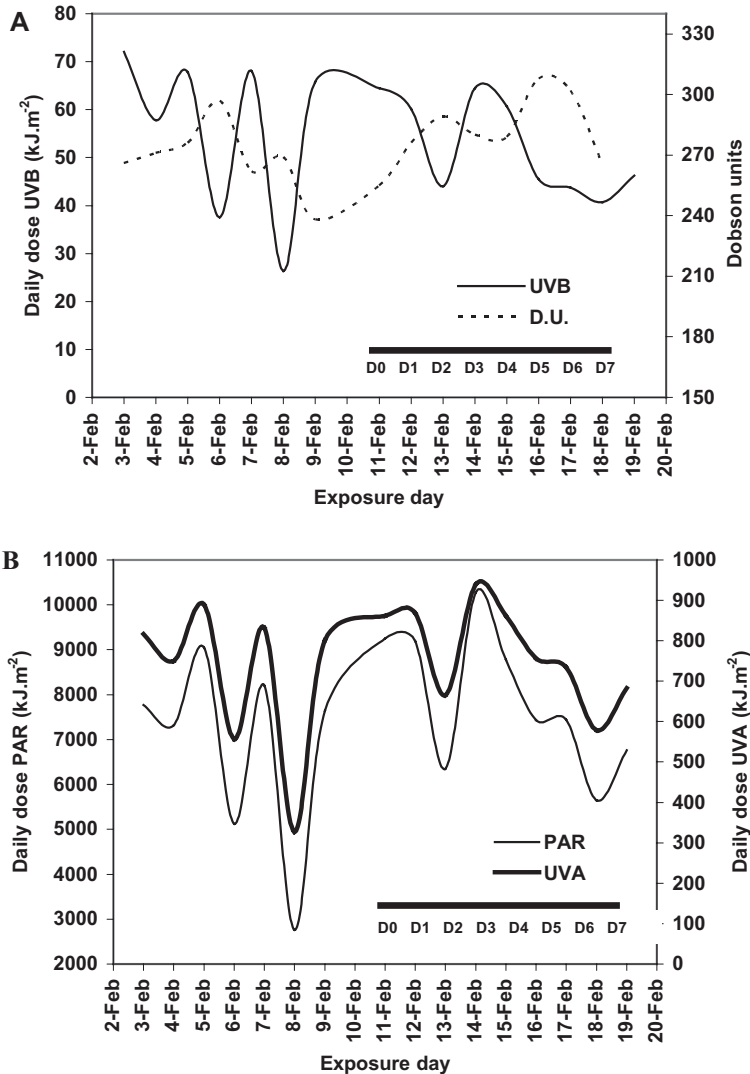 A
Daily dose UVB (kJ.m-2)
80
70
60
50
40
30
20
10
0
330
300
270
240
210
180
150
Dobson units
UVB
D.U.
D0 D1 D2 D3 D4 D5 D6 D7
2-Feb 3-Feb 4-Feb 5-Feb 6-Feb 7-Feb 8-Feb 9-Feb 10-Feb 11-Feb 12-Feb 13-Feb 14-Feb 15-Feb 16-Feb 17-Feb 18-Feb 19-Feb 20-Feb
Exposure day
B
Daily dose PAR (kJ.m-2)
11000
10000
9000
8000
7000
6000
5000
4000
3000
2000
1000
900
800
700
600
500
400
300
200
100
0
Daily dose UVA (kJ.m-2)
PAR
UVA
D0 D1 D2 D3 D4 D5 D6 D7
2-Feb 3-Feb 4-Feb 5-Feb 6-Feb 7-Feb 8-Feb 9-Feb 10-Feb 11-Feb 12-Feb 13-Feb 14-Feb 15-Feb 16-Feb 17-Feb 18-Feb 19-Feb 20-Feb
Exposure day